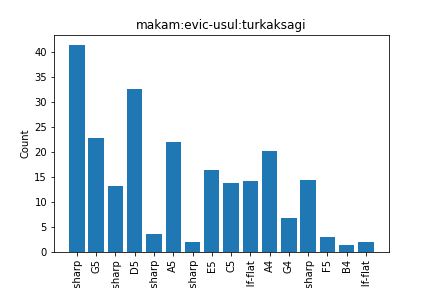 makam:evic-usul:turkaksagi
Count
40
35
30
25
20
15
10
5
0
sharp
G5
sharp
D5
sharp
A5
sharp
E5
C5
lf-flat
A4
G4
sharp
F5
B4
lf-flat